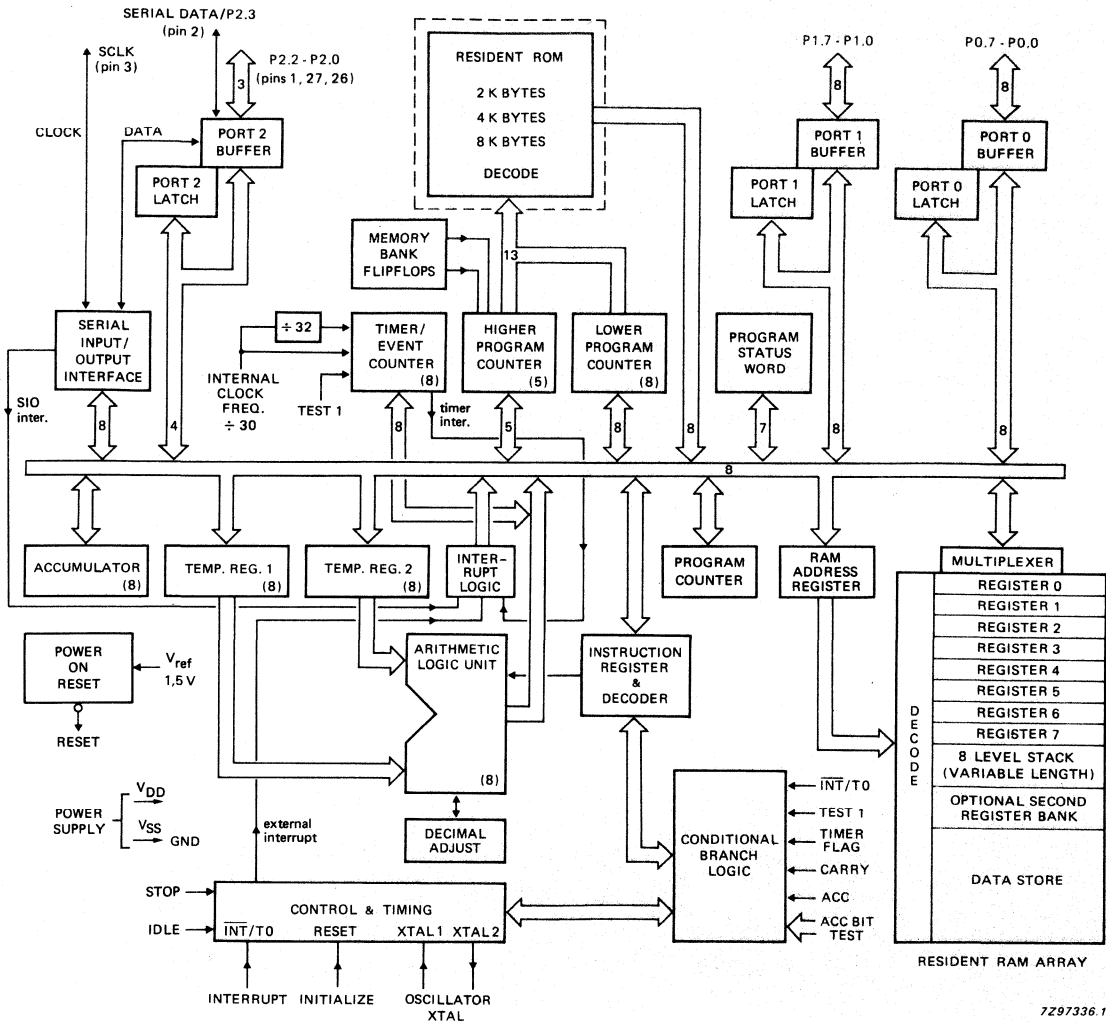 SERIAL DATA/P2.3
(pin 2)
SCLK
(pin 3)
P2.2 - P2.0
(pins 1, 27, 26)
3
CLOCK
DATA
PORT 2
BUFFER
PORT 2
LATCH
RESIDENT ROM
2 K BYTES
4 K BYTES
8 K BYTES
DECODE
P1.7 - P1.0
8
PORT 1
BUFFER
PORT 1
LATCH
P0.7 - P0.0
8
PORT 0
BUFFER
PORT 0
LATCH
MEMORY
BANK
FLIPFLOPS
13
SERIAL
INPUT/
OUTPUT
INTERFACE
÷ 32
TIMER/
EVENT
COUNTER
(8)
HIGHER
PROGRAM
COUNTER
(5)
LOWER
PROGRAM
COUNTER
(8)
PROGRAM
STATUS
WORD
INTERNAL
CLOCK
FREQ.
÷ 30
TEST 1
SIO
inter.
timer
inter.
8
4
8
5
8
8
7
8
8
8
ACCUMULATOR
(8)
TEMP. REG. 1
(8)
TEMP. REG. 2
(8)
INTER-
RUPT
LOGIC
PROGRAM
COUNTER
RAM
ADDRESS
REGISTER
MULTIPLEXER
REGISTER 0
REGISTER 1
REGISTER 2
REGISTER 3
REGISTER 4
REGISTER 5
REGISTER 6
REGISTER 7
8 LEVEL STACK
(VARIABLE LENGTH)
OPTIONAL SECOND
REGISTER BANK
DATA STORE
DECODE
RESIDENT RAM ARRAY
POWER
ON
RESET
Vref
1,5 V
RESET
ARITHMETIC
LOGIC UNIT
(8)
INSTRUCTION
REGISTER
&
DECODER
POWER
SUPPLY
VDD
VSS
GND
external
interrupt
DECIMAL
ADJUST
CONDITIONAL
BRANCH
LOGIC
INT/T0
TEST 1
TIMER
FLAG
CARRY
ACC
ACC BIT
TEST
STOP
IDLE
CONTROL & TIMING
INT/T0
RESET
XTAL1
XTAL2
INTERRUPT
INITIALIZE
OSCILLATOR
XTAL
7Z97336.1